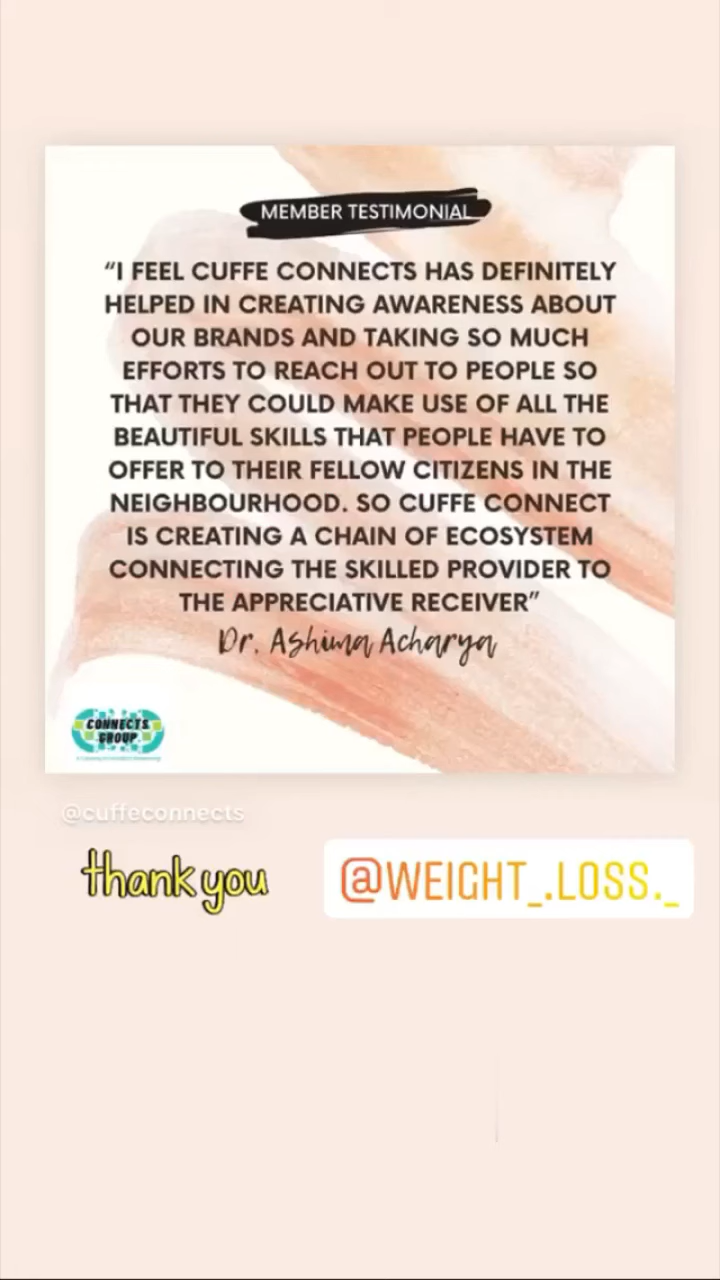 MEMBER TESTIMONIAL
“I FEEL CUFFE CONNECTS HAS DEFINITELY
HELPED IN CREATING AWARENESS ABOUT
OUR BRANDS AND TAKING SO MUCH
EFFORTS TO REACH OUT TO PEOPLE SO
THAT THEY COULD MAKE USE OF ALL THE
BEAUTIFUL SKILLS THAT PEOPLE HAVE TO
OFFER TO THEIR FELLOW CITIZENS IN THE
NEIGHBOURHOOD. SO CUFFE CONNECT
IS CREATING A CHAIN OF ECOSYSTEM
CONNECTING THE SKILLED PROVIDER TO
THE APPRECIATIVE RECEIVER”
Dr. Ashima Acharya
CONNECTS
GROUP
@cuffeconnects
thank you
@WEIGHT_.LOSS._